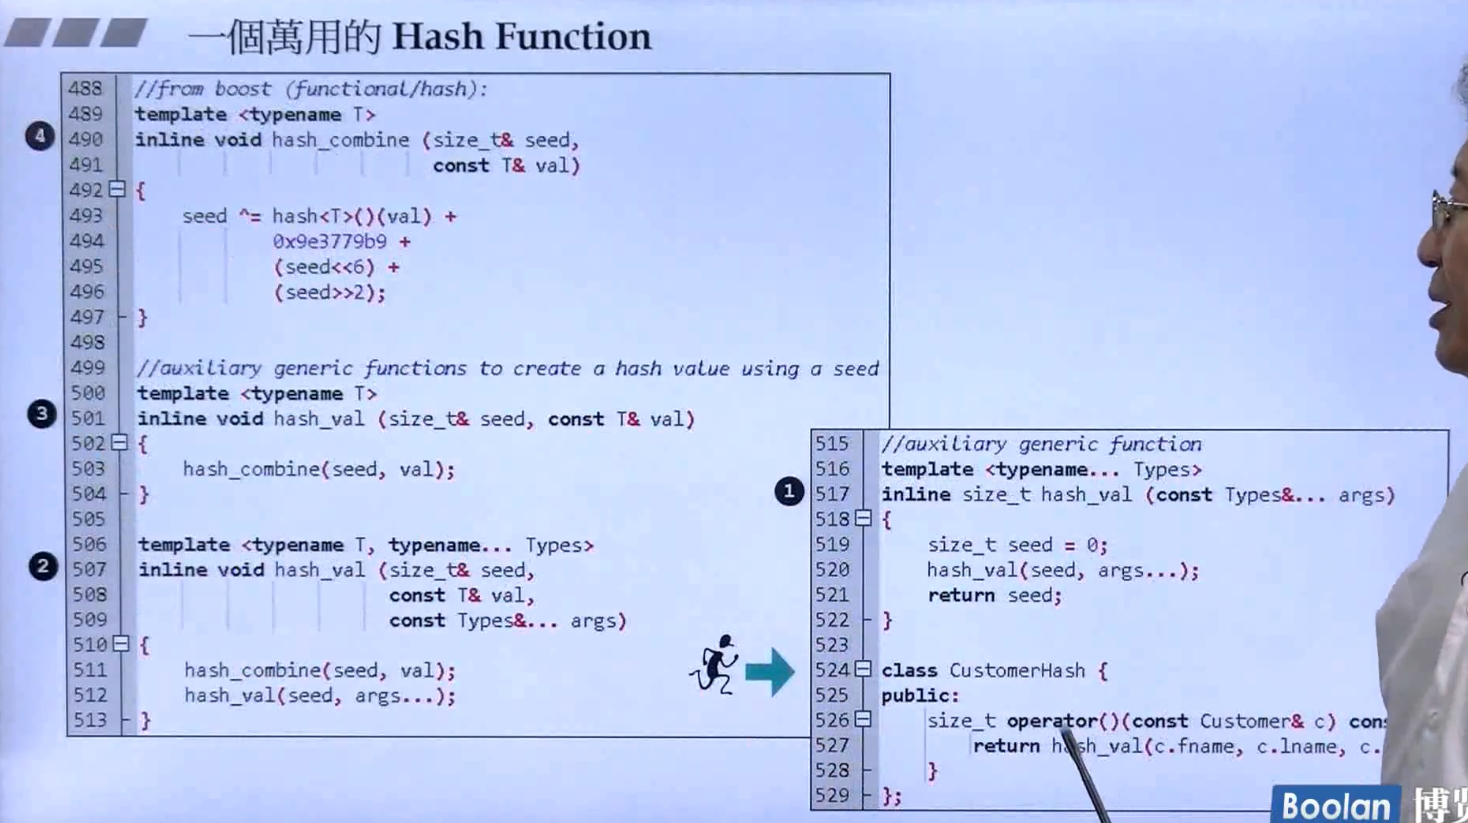 一個萬用的 Hash Function
488 //from boost (functional/hash):
489 template <typename T>
4 490 inline void hash_combine (size_t& seed,
491 const T& val)
492 {
493 seed ^= hash<T>()(val) +
494 0x9e3779b9 +
495 (seed<<6) +
496 (seed>>2);
497 }
498
499 //auxiliary generic functions to create a hash value using a seed
500 template <typename T>
3 501 inline void hash_val (size_t& seed, const T& val)
502 {
503 hash_combine(seed, val);
504 }
505
506 template <typename T, typename... Types>
2 507 inline void hash_val (size_t& seed,
508 const T& val,
509 const Types&... args)
510 {
511 hash_combine(seed, val);
512 hash_val(seed, args...);
513 }
515 //auxiliary generic function
516 template <typename... Types>
1 517 inline size_t hash_val (const Types&... args)
518 {
519 size_t seed = 0;
520 hash_val(seed, args...);
521 return seed;
522 }
523
524 class CustomerHash {
525 public:
526 size_t operator()(const Customer& c)
527 return hash_val(c.fname, c.lname, c.
528 }
529 };
Boolan 博